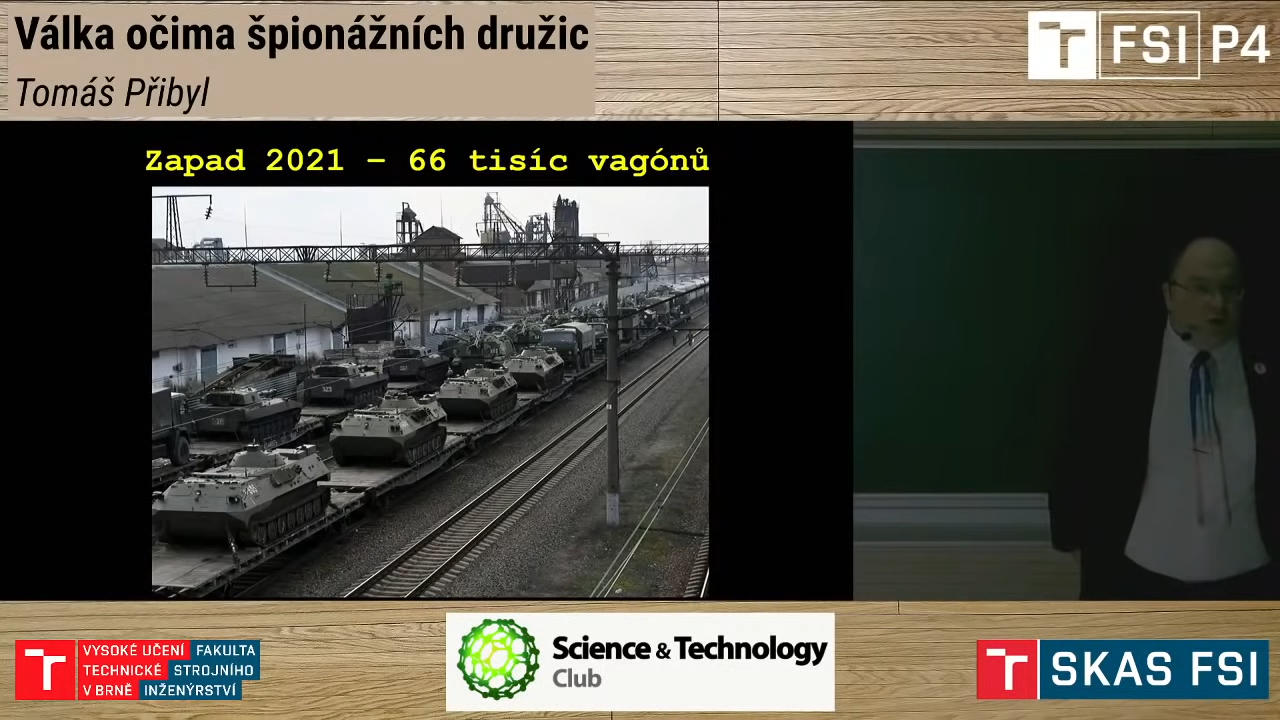 Válka očima špionážních družic
Tomáš Přibyl
FSI P4
Zapad 2021 – 66 tisíc vagónů
VYSOKÉ UČENÍ FAKULTA
TECHNICKÉ STROJNÍHO
V BRNĚ INŽENÝRSTVÍ
Science & Technology
Club
SKAS FSI